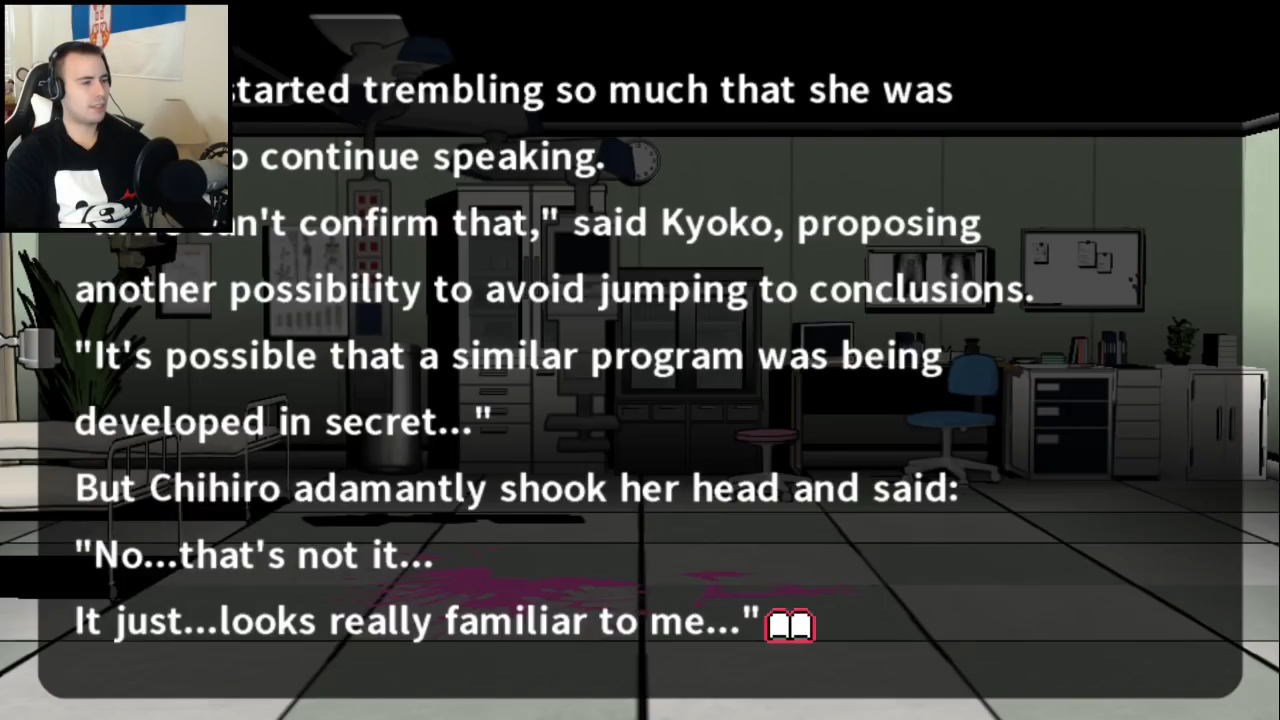 started trembling so much that she was
o continue speaking.
can't confirm that," said Kyoko, proposing
another possibility to avoid jumping to conclusions.
"It's possible that a similar program was being
developed in secret..."
But Chihiro adamantly shook her head and said:
"No...that's not it...
It just...looks really familiar to me..."